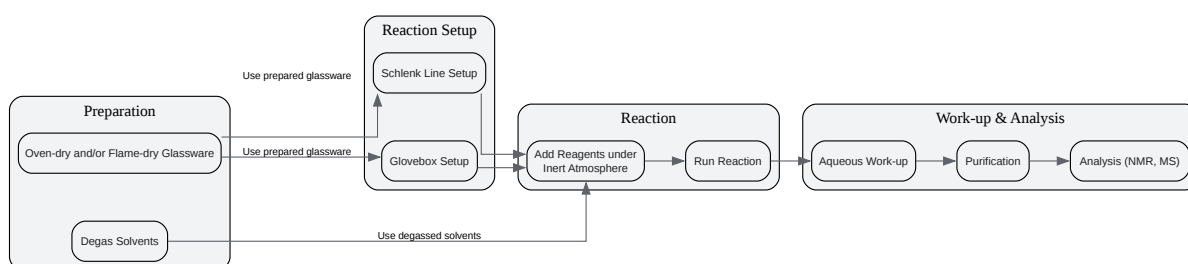 Reaction Setup
Use prepared glassware
Schlenk Line Setup
Preparation
Oven-dry and/or Flame-dry Glassware
Use prepared glassware
Glovebox Setup
Degas Solvents
Use degassed solvents
Reaction
Add Reagents under
Inert Atmosphere
Run Reaction
Work-up & Analysis
Aqueous Work-up
Purification
Analysis (NMR, MS)